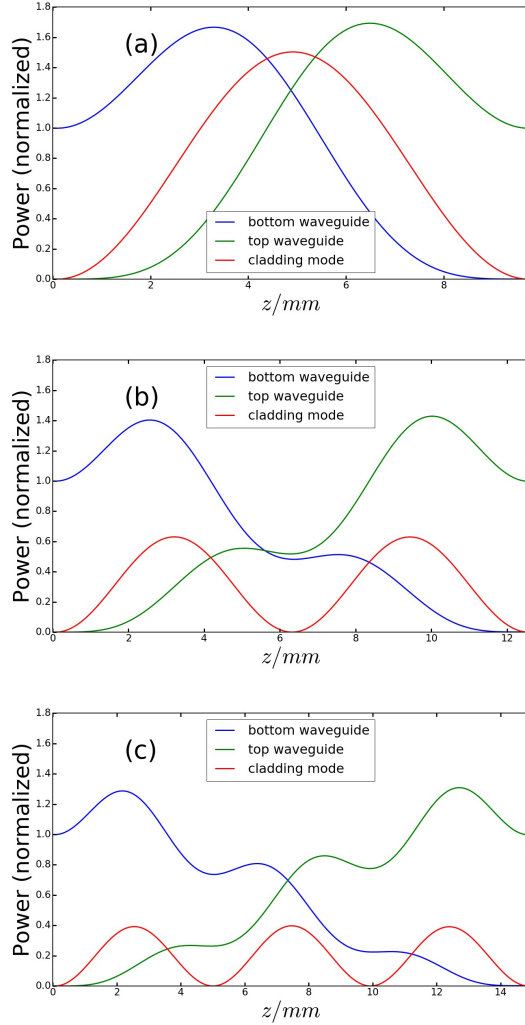 1.8
1.6
1.4
1.2
1.0
0.8
0.6
0.4
0.2
0.0
Power (normalized)
(a)
bottom waveguide
top waveguide
cladding mode
0 2 4 6 8
z/mm
1.8
1.6
1.4
1.2
1.0
0.8
0.6
0.4
0.2
0.0
Power (normalized)
(b)
bottom waveguide
top waveguide
cladding mode
0 2 4 6 8 10 12
z/mm
1.8
1.6
1.4
1.2
1.0
0.8
0.6
0.4
0.2
0.0
Power (normalized)
(c)
bottom waveguide
top waveguide
cladding mode
0 2 4 6 8 10 12 14
z/mm